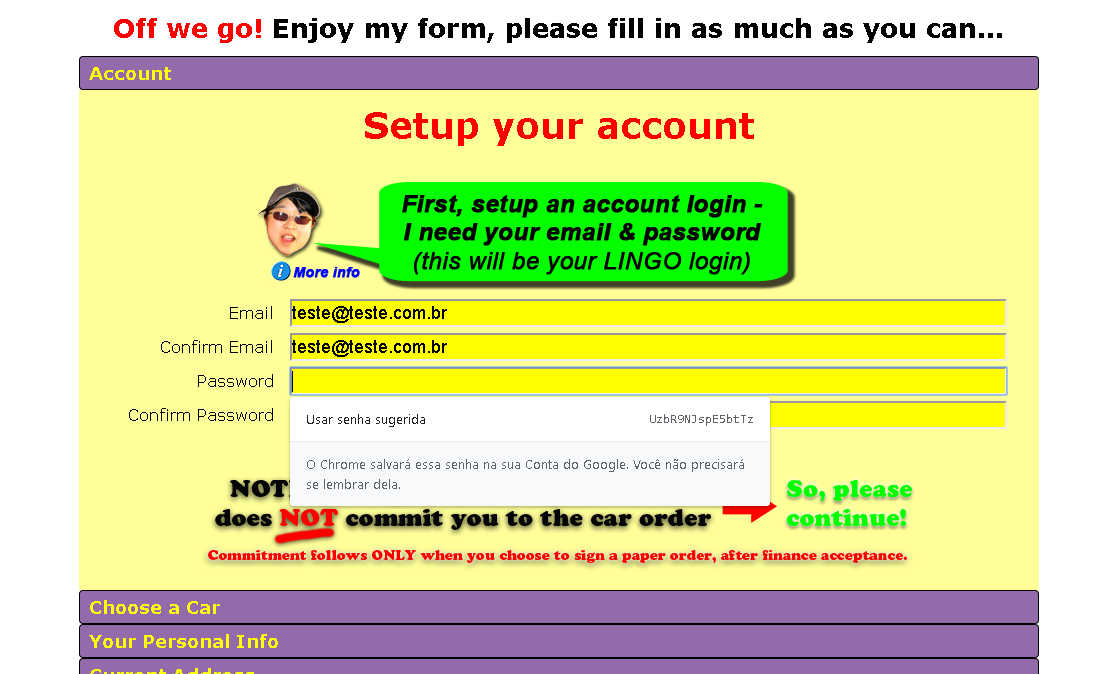 Off we go! Enjoy my form, please fill in as much as you can...
Account
Setup your account
First, setup an account login -
I need your email & password
(this will be your LINGO login)
i More info
Email teste@teste.com.br
Confirm Email teste@teste.com.br
Password
Confirm Password
Usar senha sugerida UzbR9NJspE5btTz
O Chrome salvará essa senha na sua Conta do Google. Você não precisará
se lembrar dela.
does NOT commit you to the car order
So, please
continue!
Commitment follows ONLY when you choose to sign a paper order, after finance acceptance.
Choose a Car
Your Personal Info
Current Address